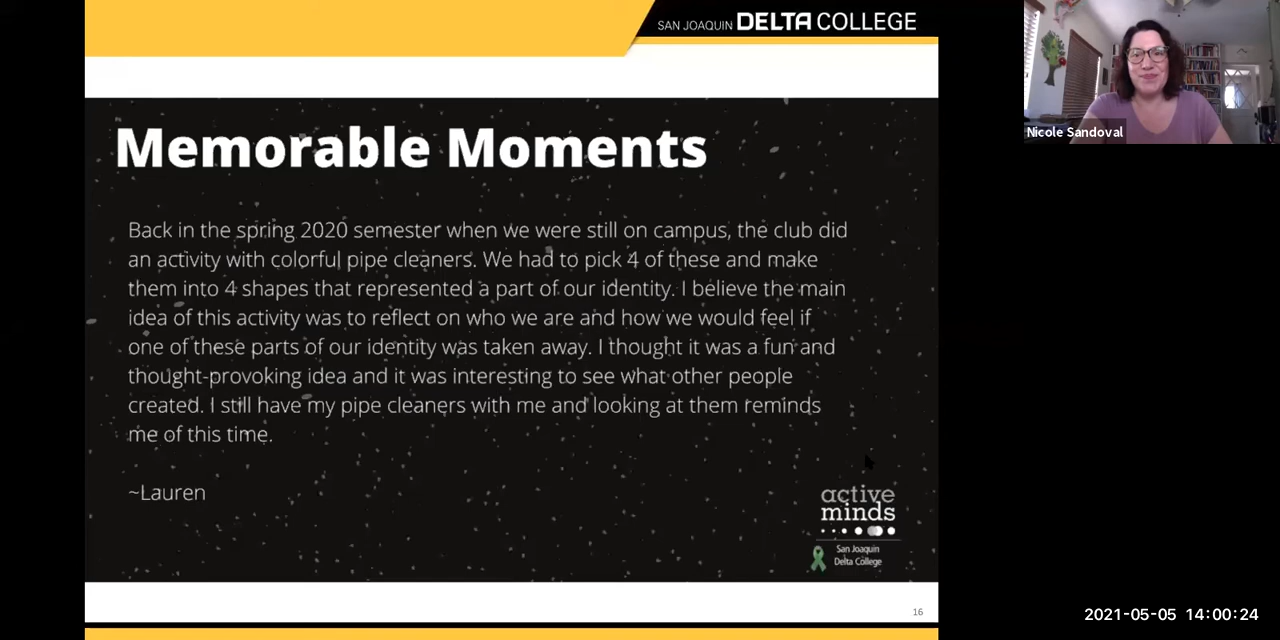 SAN JOAQUIN DELTA COLLEGE
Nicole Sandoval
Memorable Moments
Back in the spring 2020 semester when we were still on campus, the club did
an activity with colorful pipe cleaners. We had to pick 4 of these and make
them into 4 shapes that represented a part of our identity. I believe the main
idea of this activity was to reflect on who we are and how we would feel if
one of these parts of our identity was taken away. I thought it was a fun and
thought-provoking idea and it was interesting to see what other people
created. I still have my pipe cleaners with me and looking at them reminds
me of this time.
~Lauren
active
minds
San Joaquin
Delta College
16
2021-05-05 14:00:24